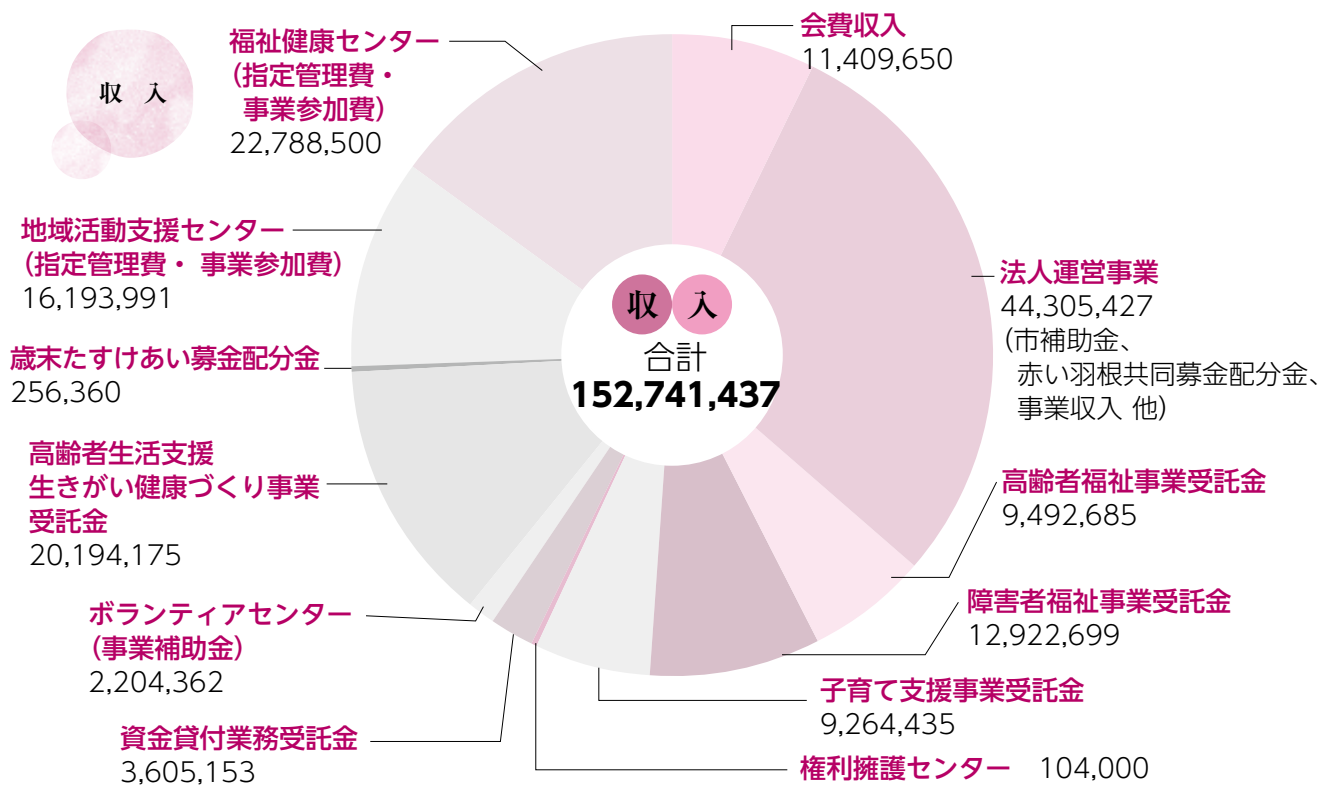 収 入
福祉健康センター
(指定管理費・
事業参加費)
22,788,500
会費収入
11,409,650
地域活動支援センター
(指定管理費・ 事業参加費)
16,193,991
法人運営事業
44,305,427
(市補助金、
赤い羽根共同募金配分金、
事業収入 他)
収 入
合計
152,741,437
歳末たすけあい募金配分金
256,360
高齢者生活支援
生きがい健康づくり事業
受託金
20,194,175
高齢者福祉事業受託金
9,492,685
障害者福祉事業受託金
12,922,699
ボランティアセンター
(事業補助金)
2,204,362
子育て支援事業受託金
9,264,435
資金貸付業務受託金
3,605,153
権利擁護センター 104,000